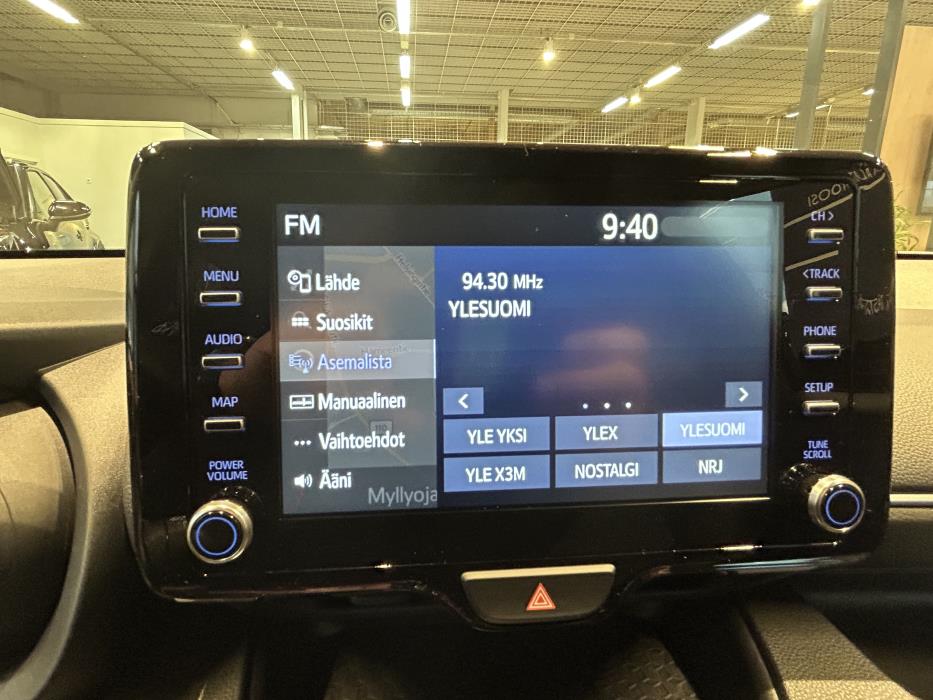 HOME
MENU
AUDIO
MAP
POWER
VOLUME
FM
9:40
Lähde
Suosikit
Asemalista
Manuaalinen
Vaihtoehdot
Ääni
Myllyoja
110
94.30 MHz
YLESUOMI
< >
YLE YKSI YLEX YLESUOMI
YLE X3M NOSTALGI NRJ
CH >
< TRACK
PHONE
SETUP
TUNE
SCROLL